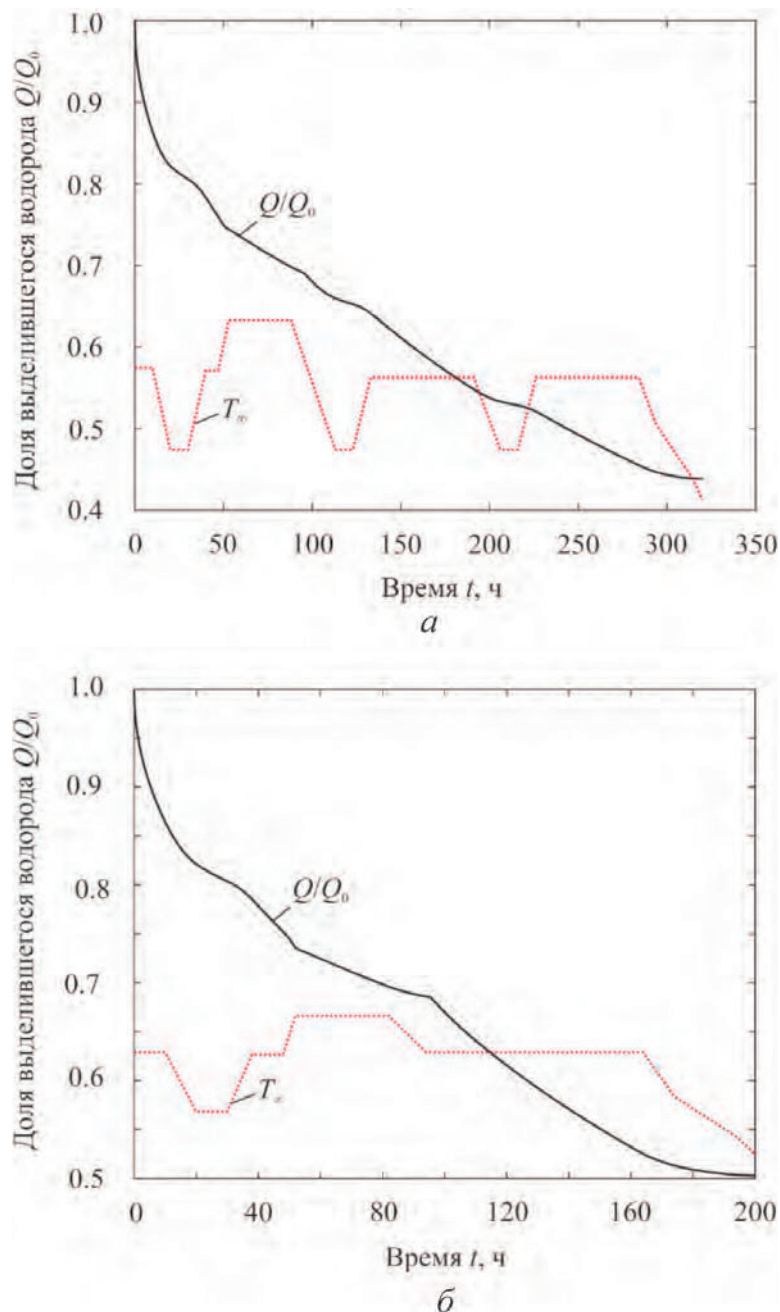 Доля выделившегося водорода Q/Q₀
1.0
0.9
0.8
0.7
0.6
0.5
0.4
Q/Q₀
T∞
0 50 100 150 200 250 300 350
Время t, ч
а
Доля выделившегося водорода Q/Q₀
1.0
0.9
0.8
0.7
0.6
0.5
Q/Q₀
T∞
0 40 80 120 160 200
Время t, ч
б